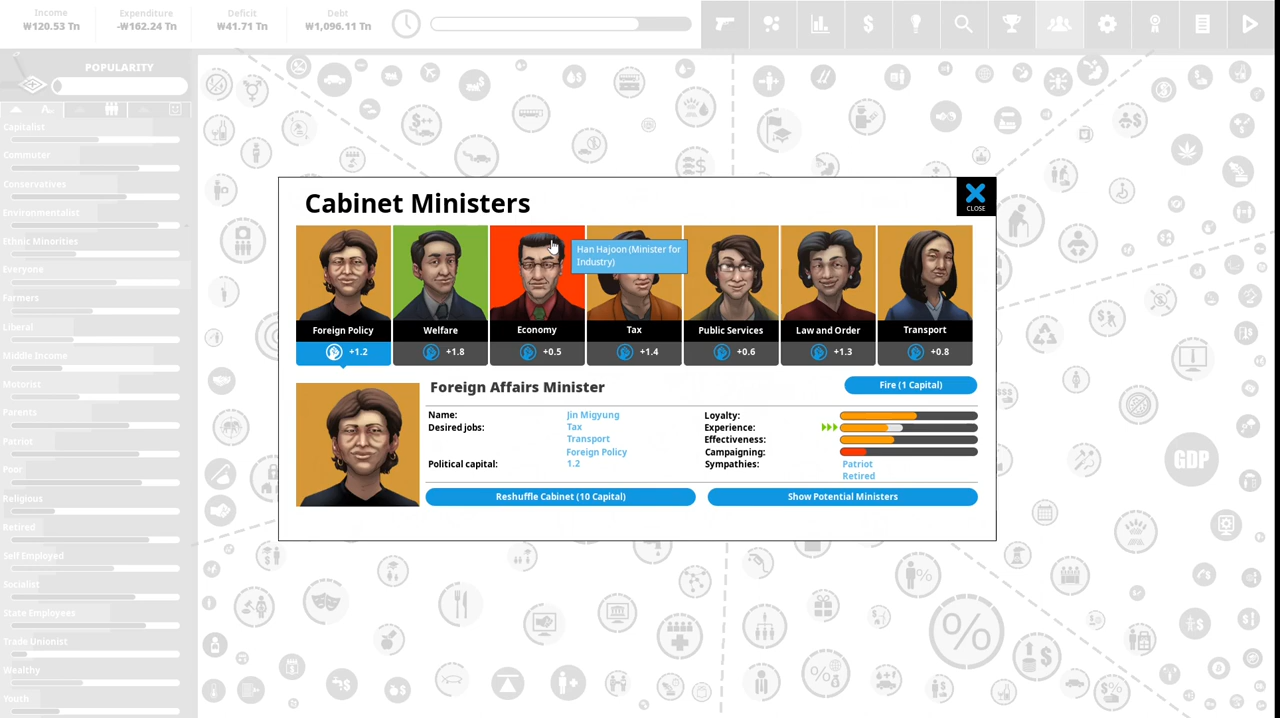 Income
Expenditure
Deficit
Debt
₩120.53 Tn
-₩162.24 Tn
₩41.71 Tn
₩1,096.11 Tn
POPULARITY
A..
Capitalist
Commuter
Conservatives
Environmentalist
Ethnic Minorities
Everyone
Farmers
Liberal
Middle Income
Motorist
Parents
Patriot
Poor
Religious
Retired
Self Employed
Socialist
State Employees
Trade Unionist
Wealthy
Youth
Cabinet Ministers
CLOSE
Han Hajoon (Minister for
Industry)
Foreign Policy
Welfare
Economy
Tax
Public Services
Law and Order
Transport
+1.2
+1.8
+0.5
+1.4
+0.6
+1.3
+0.8
Foreign Affairs Minister
Fire (1 Capital)
Name:
Jin Migyung
Desired jobs:
Tax
Transport
Foreign Policy
Political capital:
1.2
Loyalty:
Experience:
Effectiveness:
Campaigning:
Sympathies:
Patriot
Retired
Reshuffle Cabinet (10 Capital)
Show Potential Ministers
GDP